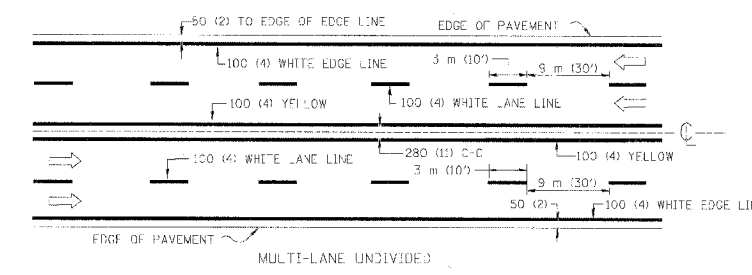 50 (2) TO EDGE OF EDGE LINE
EDGE OF PAVEMENT
100 (4) WHITE EDGE LINE
3 m (10')
9 m (30')
100 (4) YELLOW
100 (4) WHITE LANE LINE
℄
100 (4) WHITE LANE LINE
280 (11) C-C
100 (4) YELLOW
3 m (10')
9 m (30')
50 (2)
100 (4) WHITE EDGE LI
EDGE OF PAVEMENT
MULTI-LANE UNDIVIDED